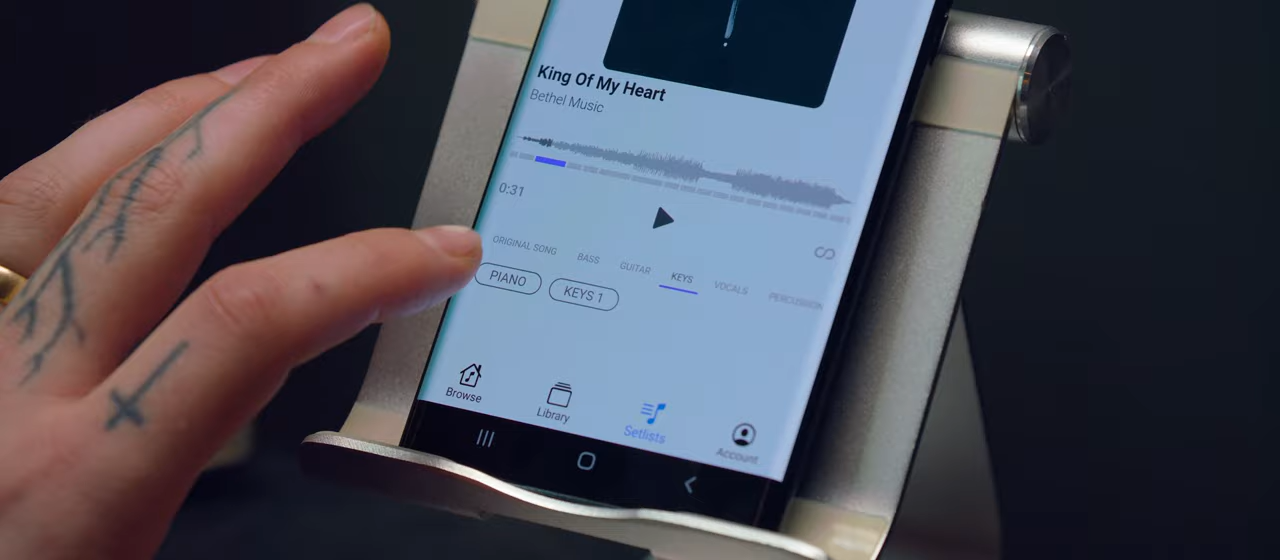 King Of My Heart
Bethel Music
0:31
ORIGINAL SONG BASS GUITAR KEYS VOCALS PERCUSSION
PIANO KEYS 1
Browse Library Setlists Account